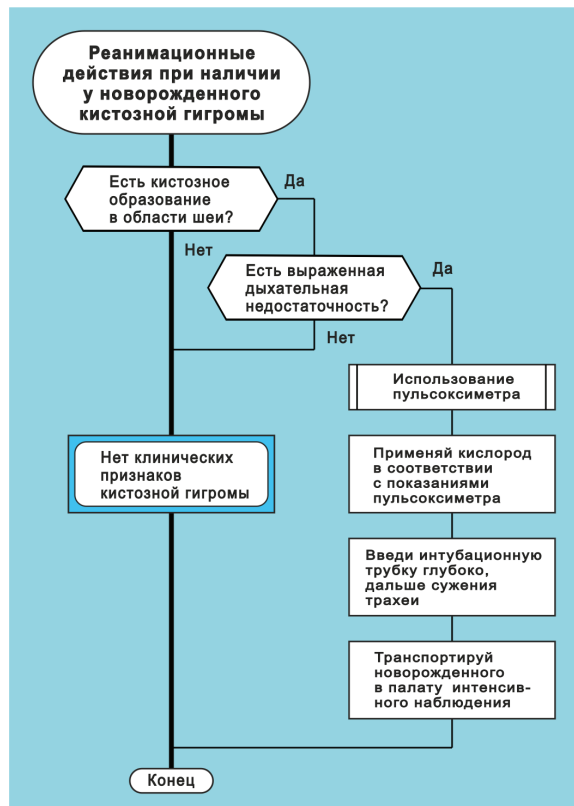 Реанимационные
действия при наличии
у новорожденного
кистозной гигромы
Есть кистозное
образование
в области шеи?
Да
Нет
Есть выраженная
дыхательная
недостаточность?
Да
Нет
Использование
пульсоксиметра
Применяй кислород
в соответствии
с показаниями
пульсоксиметра
Нет клинических
признаков
кистозной гигромы
Введи интубационную
трубку глубоко,
дальше сужения
трахеи
Транспортируй
новорожденного
в палату интенсив-
ного наблюдения
Конец